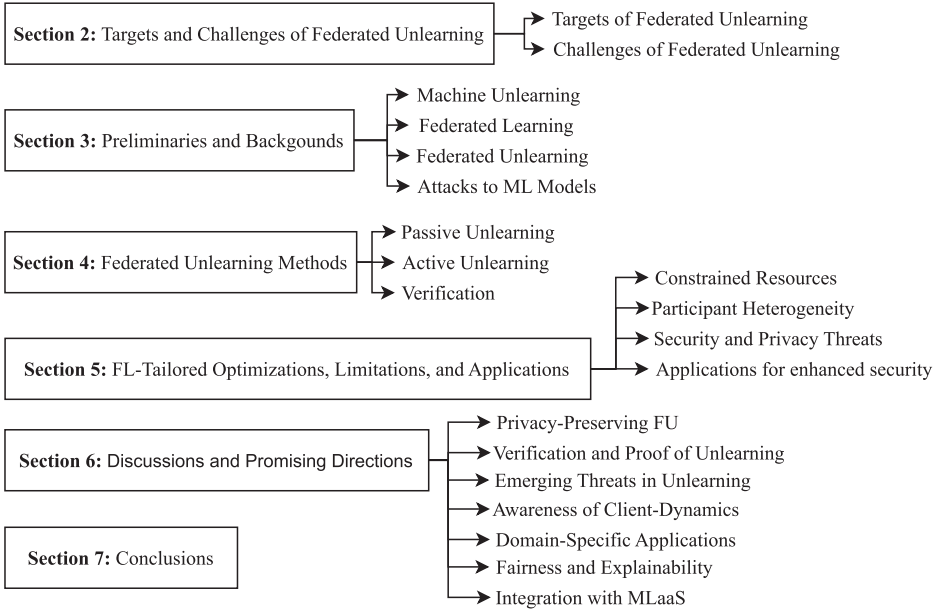 Section 2: Targets and Challenges of Federated Unlearning
Targets of Federated Unlearning
Challenges of Federated Unlearning
Section 3: Preliminaries and Backgounds
Machine Unlearning
Federated Learning
Federated Unlearning
Attacks to ML Models
Section 4: Federated Unlearning Methods
Passive Unlearning
Active Unlearning
Verification
Section 5: FL-Tailored Optimizations, Limitations, and Applications
Constrained Resources
Participant Heterogeneity
Security and Privacy Threats
Applications for enhanced security
Section 6: Discussions and Promising Directions
Privacy-Preserving FU
Verification and Proof of Unlearning
Emerging Threats in Unlearning
Awareness of Client-Dynamics
Domain-Specific Applications
Fairness and Explainability
Integration with MLaaS
Section 7: Conclusions